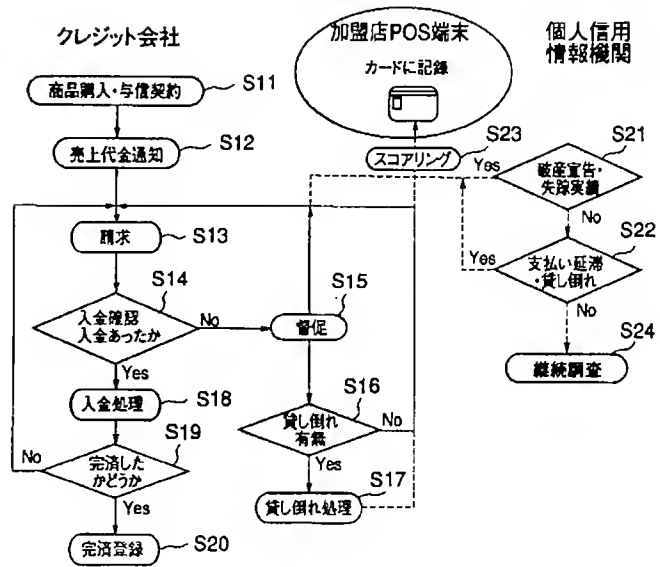 クレジット会社
加盟店POS端末
カードに記録
個人信用
情報機関
商品購入・与信契約
S11
S12
売上代金通知
請求
S13
S14
入金確認
入金あったか
No
Yes
S15
督促
入金処理
S18
S19
完済した
かどうか
No
Yes
完済登録
S20
S16
貸し倒れ
有無
No
Yes
S17
貸し倒れ処理
S23
スコアリング
S21
破産宣告・
失踪実績
Yes
No
S22
支払い延滞
・貸し倒れ
Yes
No
S24
継続調査